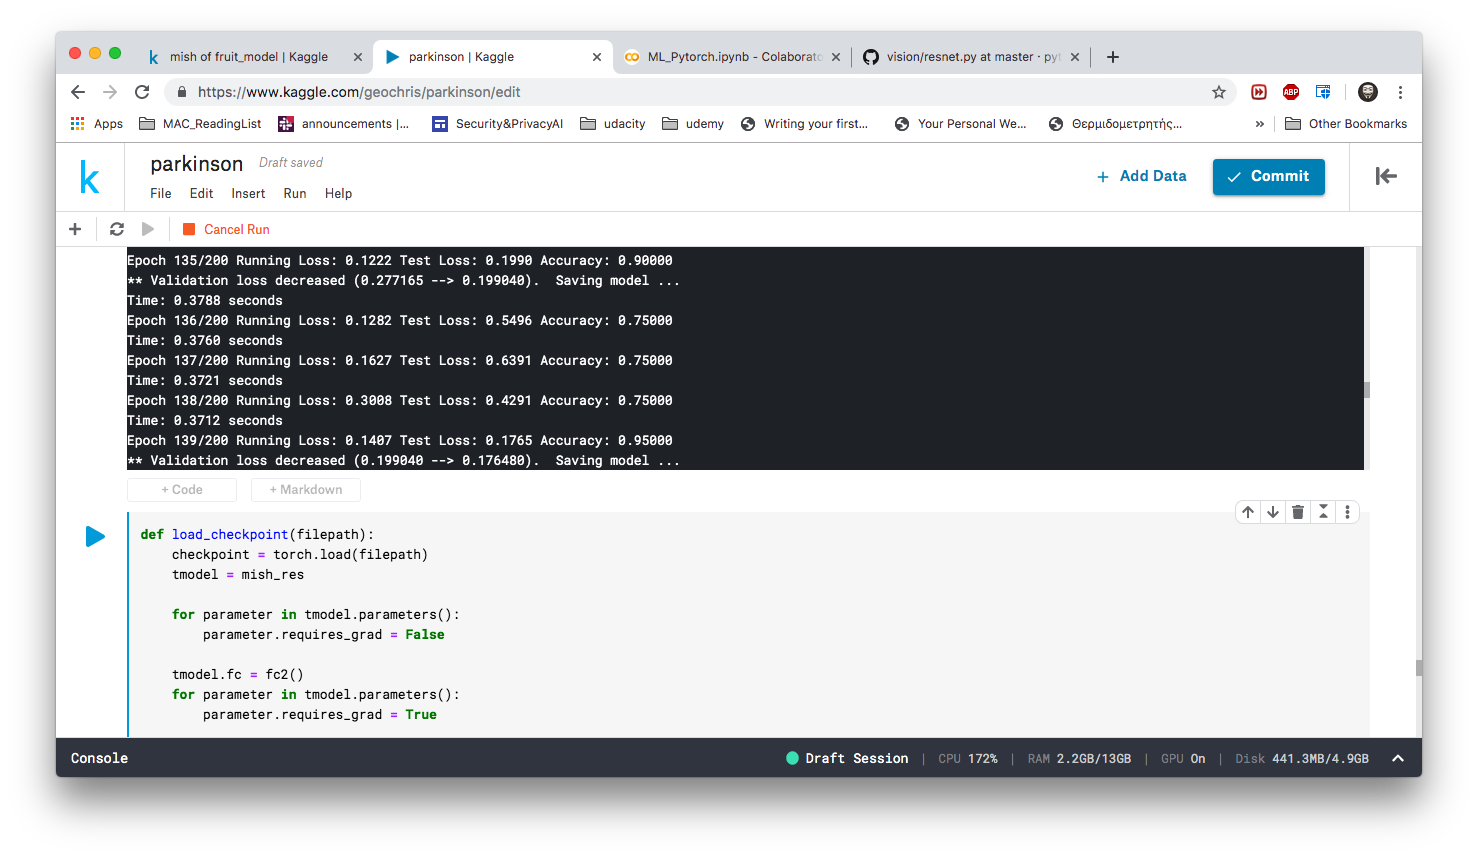 mish of fruit_model | Kaggle
parkinson | Kaggle
ML_Pytorch.ipynb - Colaborato
vision/resnet.py at master · pyt
https://www.kaggle.com/geochris/parkinson/edit
ABP
Apps
MAC_ReadingList
announcements |...
Security&PrivacyAI
udacity
udemy
Writing your first...
Your Personal We...
Θερμιδομετρητής...
»
Other Bookmarks
k
parkinson
Draft saved
File Edit Insert Run Help
+ Add Data
Commit
Cancel Run
Epoch 135/200 Running Loss: 0.1222 Test Loss: 0.1990 Accuracy: 0.90000
** Validation loss decreased (0.277165 --> 0.199040).  Saving model ...
Time: 0.3788 seconds
Epoch 136/200 Running Loss: 0.1282 Test Loss: 0.5496 Accuracy: 0.75000
Time: 0.3760 seconds
Epoch 137/200 Running Loss: 0.1627 Test Loss: 0.6391 Accuracy: 0.75000
Time: 0.3721 seconds
Epoch 138/200 Running Loss: 0.3008 Test Loss: 0.4291 Accuracy: 0.75000
Time: 0.3712 seconds
Epoch 139/200 Running Loss: 0.1407 Test Loss: 0.1765 Accuracy: 0.95000
** Validation loss decreased (0.199040 --> 0.176480).  Saving model ...
+ Code
+ Markdown
def load_checkpoint(filepath):
    checkpoint = torch.load(filepath)
    tmodel = mish_res
    for parameter in tmodel.parameters():
        parameter.requires_grad = False
    tmodel.fc = fc2()
    for parameter in tmodel.parameters():
        parameter.requires_grad = True
Console
Draft Session | CPU 172% | RAM 2.2GB/13GB | GPU On | Disk 441.3MB/4.9GB